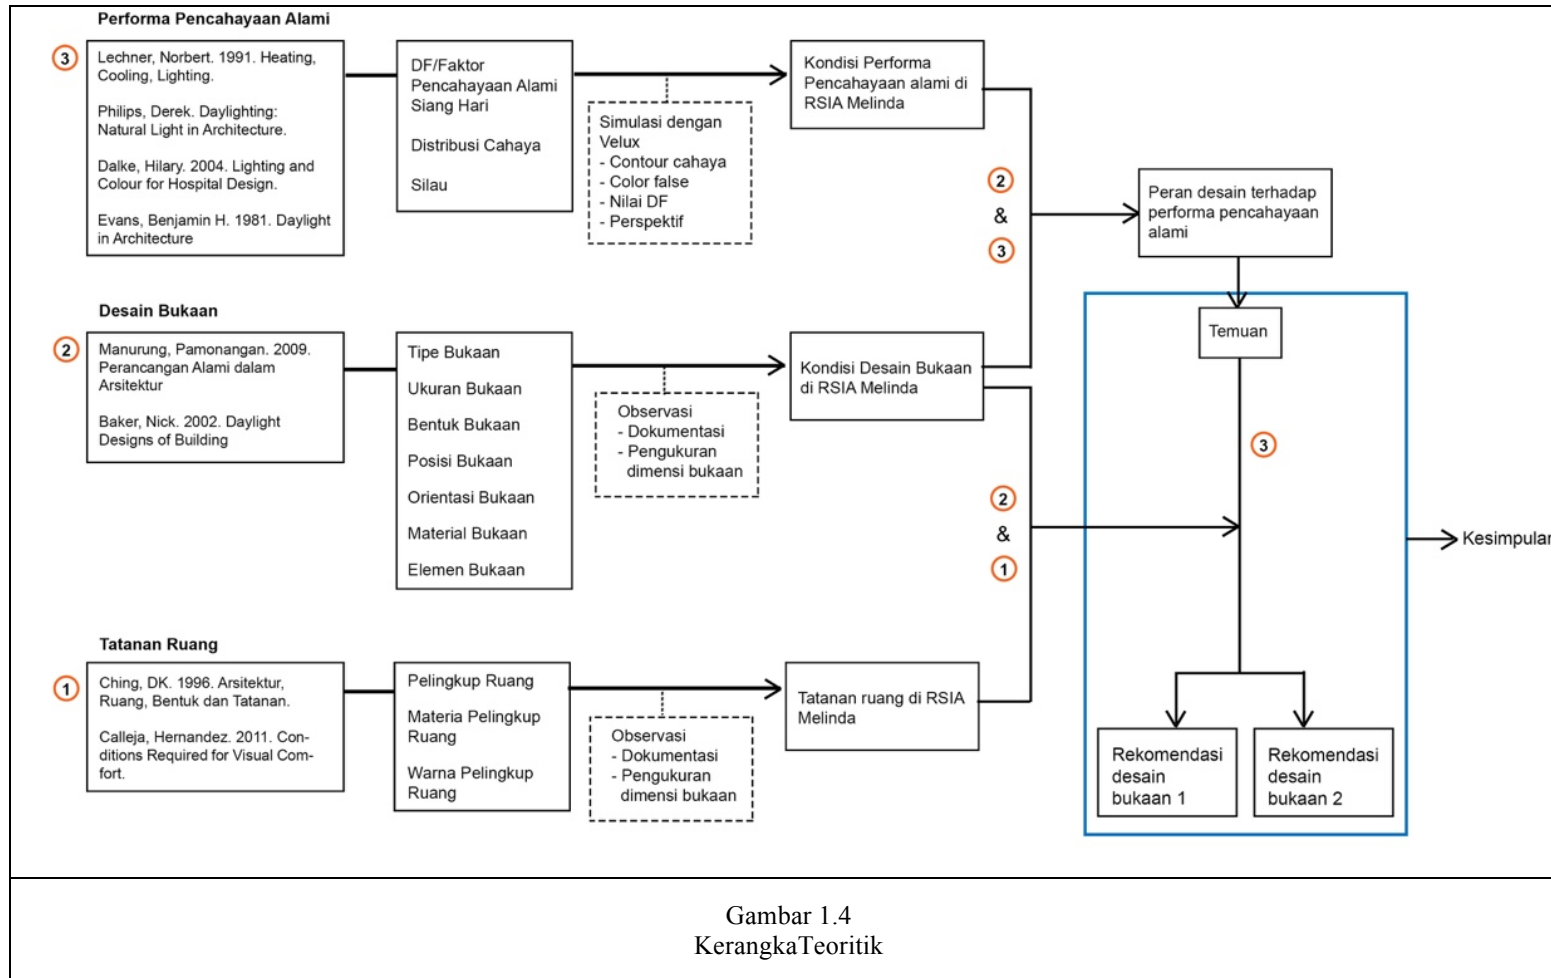 Performa Pencahayaan Alami
3
Lechner, Norbert. 1991. Heating,
Cooling, Lighting.
Philips, Derek. Daylighting:
Natural Light in Architecture.
Dalke, Hilary. 2004. Lighting and
Colour for Hospital Design.
Evans, Benjamin H. 1981. Daylight
in Architecture
DF/Faktor
Pencahayaan Alami
Siang Hari
Distribusi Cahaya
Silau
Simulasi dengan
Velux
- Contour cahaya
- Color false
- Nilai DF
- Perspektif
Kondisi Performa
Pencahayaan alami di
RSIA Melinda
2
&
3
Peran desain terhadap
performa pencahayaan
alami
Desain Bukaan
2
Manurung, Pamonangan. 2009.
Perancangan Alami dalam
Arsitektur
Baker, Nick. 2002. Daylight
Designs of Building
Tipe Bukaan
Ukuran Bukaan
Bentuk Bukaan
Posisi Bukaan
Orientasi Bukaan
Material Bukaan
Elemen Bukaan
Observasi
- Dokumentasi
- Pengukuran
dimensi bukaan
Kondisi Desain Bukaan
di RSIA Melinda
2
&
1
Temuan
3
Kesimpular
Tatanan Ruang
1
Ching, DK. 1996. Arsitektur,
Ruang, Bentuk dan Tatanan.
Calleja, Hernandez. 2011. Con-
ditions Required for Visual Com-
fort.
Pelingkup Ruang
Materia Pelingkup
Ruang
Warna Pelingkup
Ruang
Observasi
- Dokumentasi
- Pengukuran
dimensi bukaan
Tatanan ruang di RSIA
Melinda
Rekomendasi
desain
bukaan 1
Rekomendasi
desain
bukaan 2
Gambar 1.4
KerangkaTeoritik